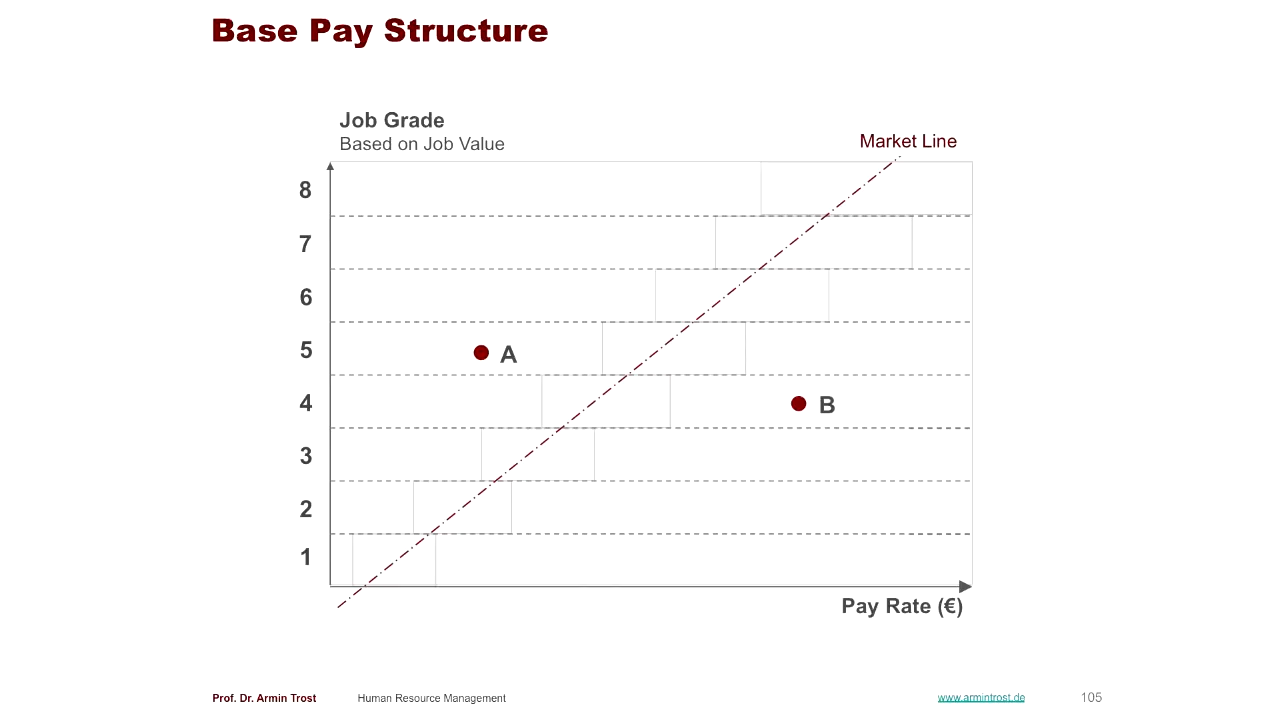 Base Pay Structure
Job Grade
Based on Job Value
Market Line
8
7
6
5
A
4
B
3
2
1
Pay Rate (€)
Prof. Dr. Armin Trost Human Resource Management www.armintrost.de 105